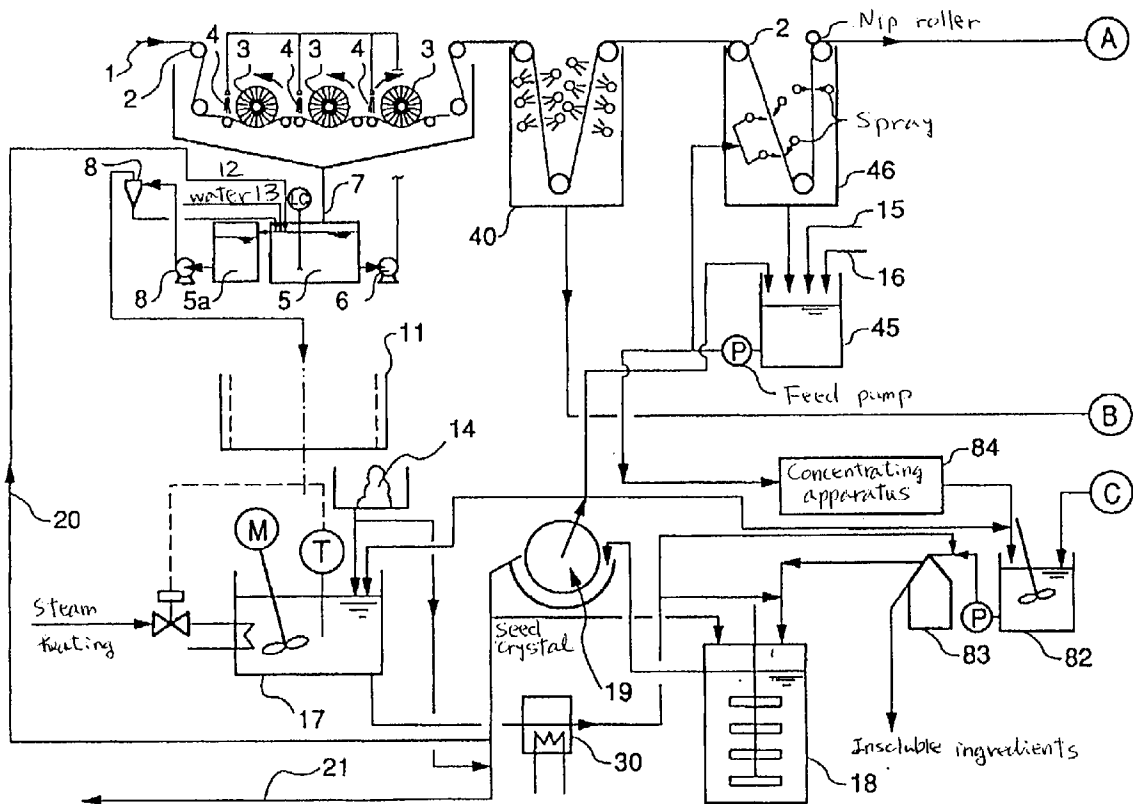 Nip roller
A
4 3 4 3 4 3
1
2
2
Spray
8
12
water 13
LC
7
40
46
15
16
8
5a
5
6
45
P
11
Feed pump
B
14
84
Concentrating
apparatus
C
20
M
T
Steam
heating
Seed
crystal
19
P
83
82
17
30
Insoluble ingredients
18
21